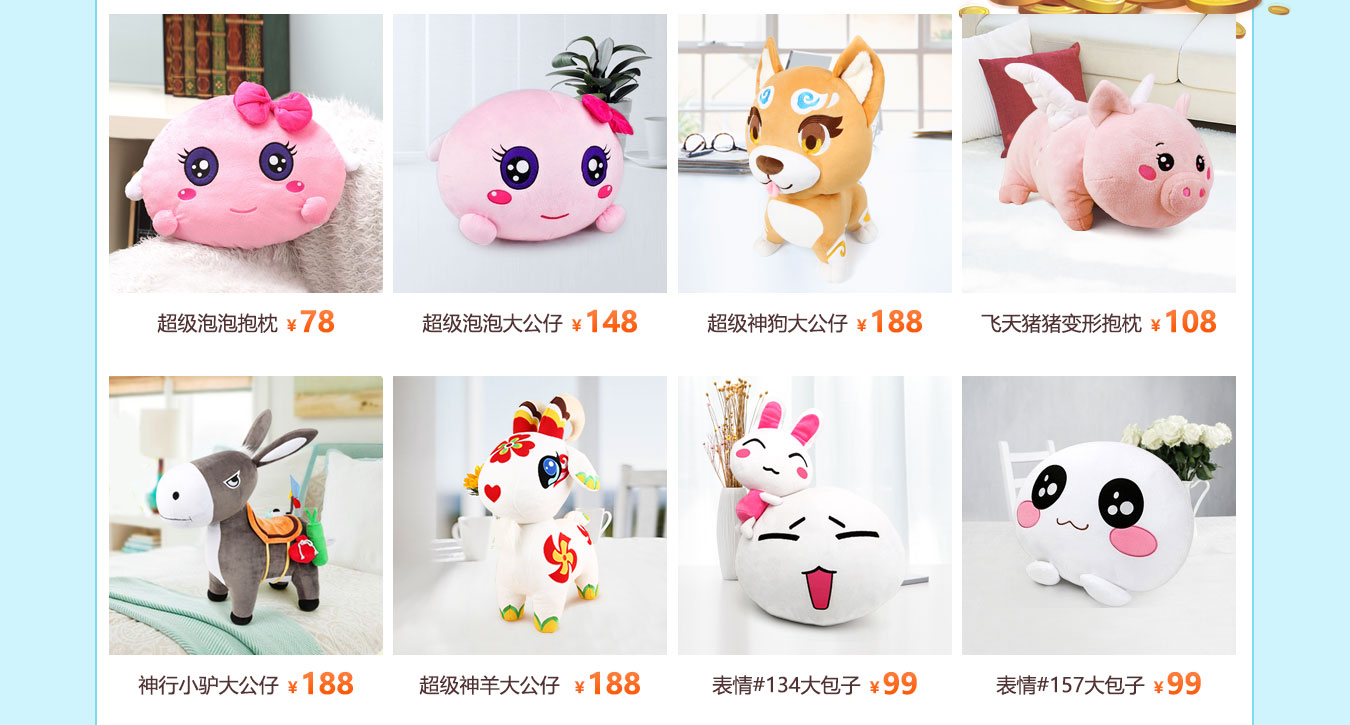 超级泡泡抱枕 ¥78
超级泡泡大公仔 ¥148
超级神狗大公仔 ¥188
飞天猪猪变形抱枕 ¥108
神行小驴大公仔 ¥188
超级神羊大公仔 ¥188
表情#134大包子 ¥99
表情#157大包子 ¥99